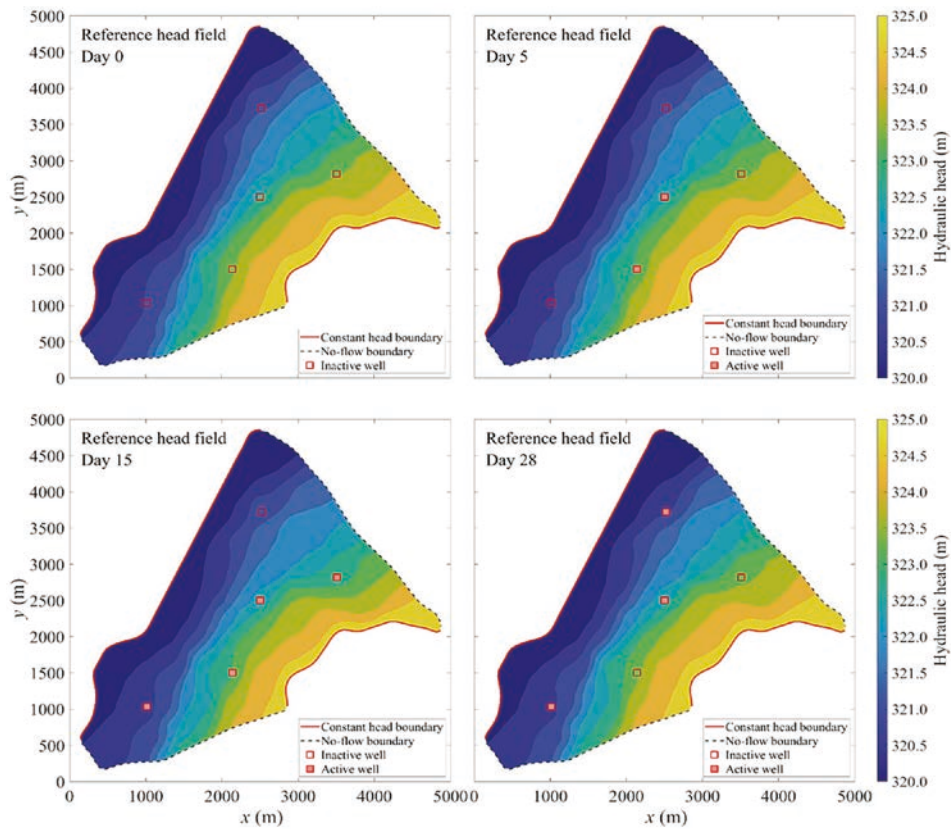 Reference head field
Day 0
5000
4500
4000
3500
3000
2500
2000
1500
1000
500
0
y (m)
Constant head boundary
No-flow boundary
Inactive well
Reference head field
Day 5
Constant head boundary
No-flow boundary
Inactive well
Active well
325.0
324.5
324.0
323.5
323.0
322.5
322.0
321.5
321.0
320.5
320.0
Hydraulic head (m)
Reference head field
Day 15
5000
4500
4000
3500
3000
2500
2000
1500
1000
500
0
y (m)
Constant head boundary
No-flow boundary
Inactive well
Active well
0
1000
2000
3000
4000
5000
x (m)
Reference head field
Day 28
Constant head boundary
No-flow boundary
Inactive well
Active well
0
1000
2000
3000
4000
5000
x (m)
325.0
324.5
324.0
323.5
323.0
322.5
322.0
321.5
321.0
320.5
320.0
Hydraulic head (m)